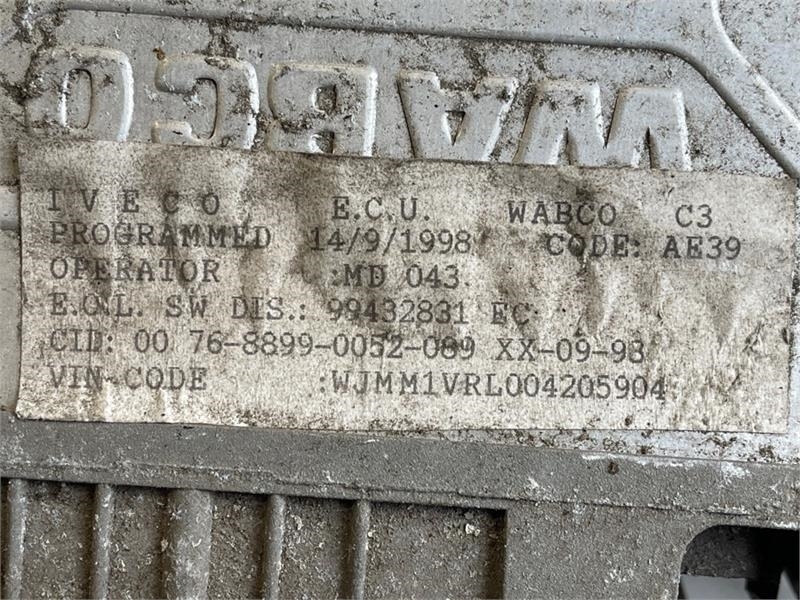 WABCO
IVECO E.C.U. WABCO C3
PROGRAMMED 14/9/1998 CODE: AE39
OPERATOR :MD 043.
E.O.L. SW DIS.: 99432831 EC
CID: 00 76-8899-0052-089 XX-09-93
VIN-CODE :WJMM1VRL004205904